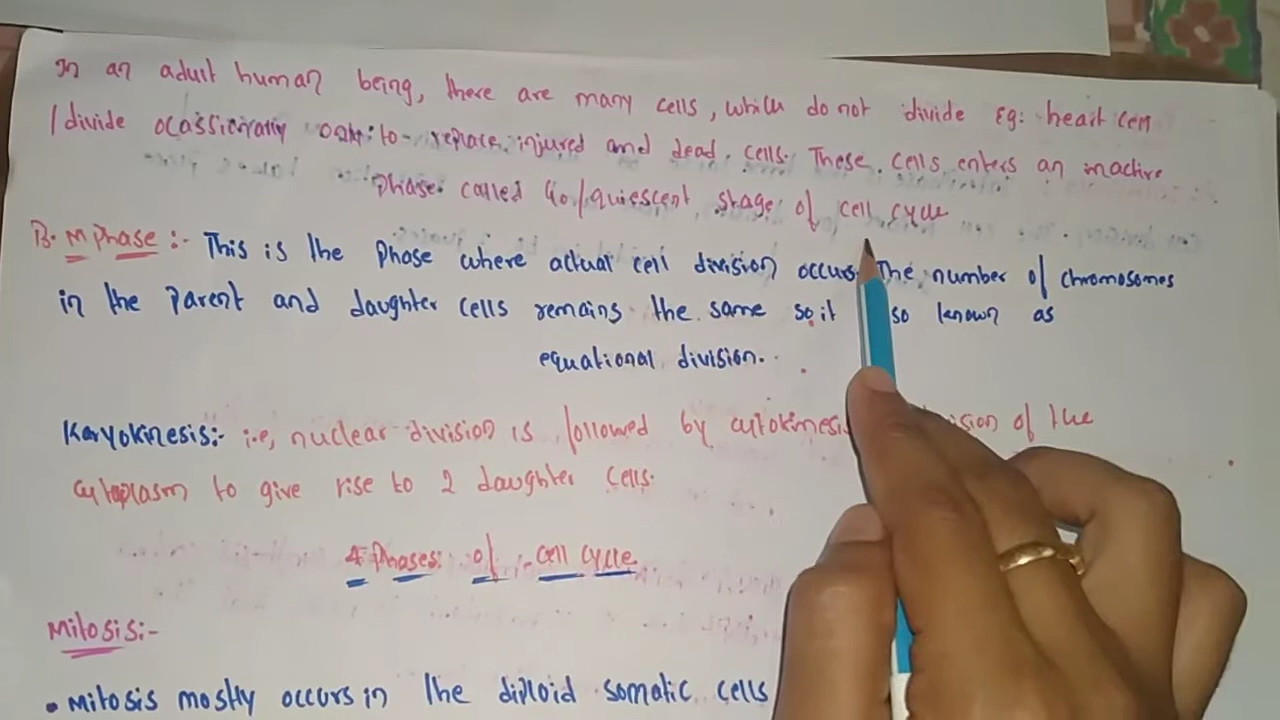 In an adult human being, there are many cells, which do not divide Eg: heart cell
/divide ocassionally to replace injured and dead cells. These cells enters an inactive
phase called G0/quiescent stage of cell cycle
B. M phase :- This is the phase where actual cell division occurs. The number of chromosomes
in the parent and daughter cells remains the same so it so known as
equational division.
Karyokinesis:- i.e, nuclear division is followed by cytokinesis of the
cytoplasm to give rise to 2 daughter cells.
4 Phases of cell cycle
Mitosis:-
• Mitosis mostly occurs in the diploid somatic cells